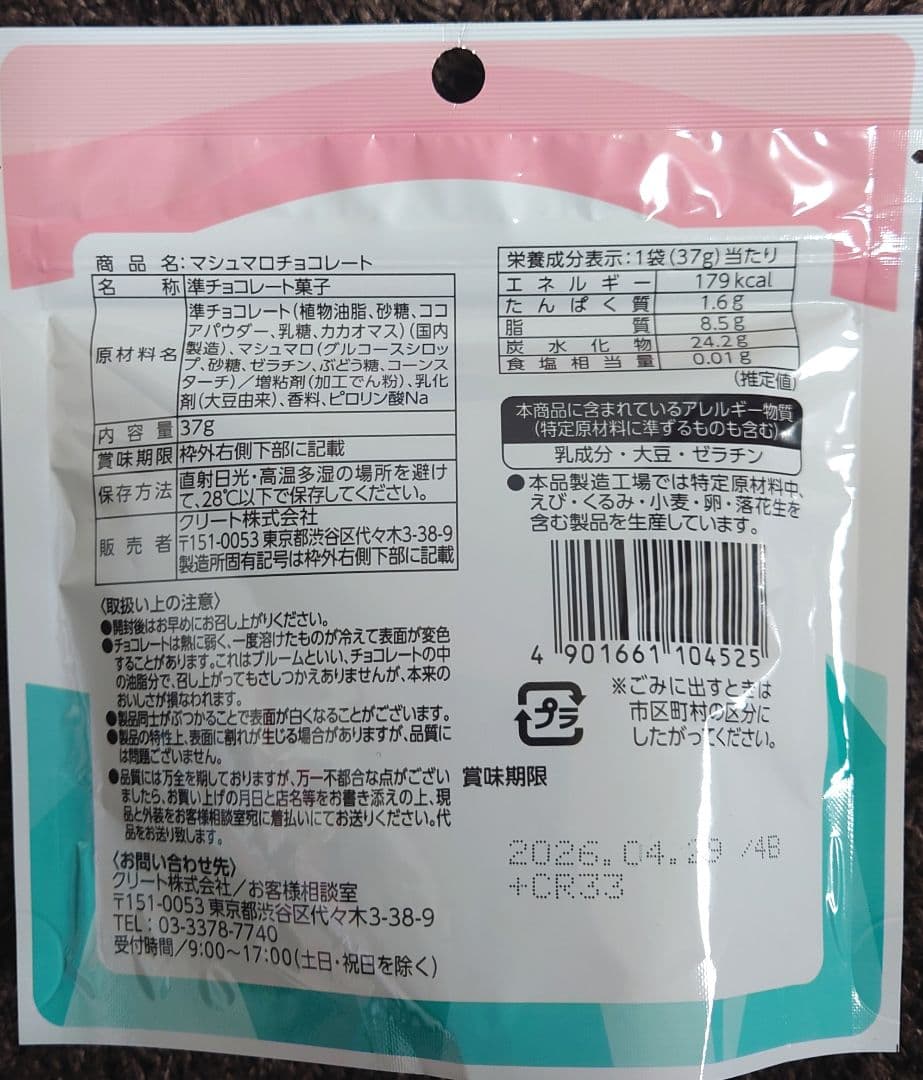 商品名：マシュマロチョコレート
名称 準チョコレート菓子
原材料名 準チョコレート（植物油脂、砂糖、ココ
アパウダー、乳糖、カカオマス）（国内
製造）、マシュマロ（グルコースシロッ
プ、砂糖、ゼラチン、ぶどう糖、コーンス
ターチ）／増粘剤（加工でん粉）、乳化
剤（大豆由来）、香料、ピロリン酸Na
内容量 37g
賞味期限 枠外右側下部に記載
保存方法 直射日光・高温多湿の場所を避け
て、28℃以下で保存してください。
販売者 クリート株式会社
〒151-0053 東京都渋谷区代々木3-38-9
製造所固有記号は枠外右側下部に記載
〈取扱い上の注意〉
●開封後はお早めにお召し上がりください。
●チョコレートは熱に弱く、一度溶けたものが冷えて表面が変色
することがあります。これはブルームといい、チョコレートの中
の油脂分で、召し上がってもさしつかえありませんが、本来の
おいしさが損なわれます。
●製品同士がぶつかることで表面が白くなることがございます。
●製品の特性上、表面に割れが生じる場合がありますが、品質に
は問題ございません。
●品質には万全を期しておりますが、万一不都合な点がござい
ましたら、お買い上げの月日と店名等をお書き添えの上、現
品と外装をお客様相談室宛に着払いにてお送りください。代
品をお送り致します。
〈お問い合わせ先〉
クリート株式会社／お客様相談室
〒151-0053 東京都渋谷区代々木3-38-9
TEL：03-3378-7740
受付時間／9:00～17:00（土日・祝日を除く）
栄養成分表示：1袋（37g）当たり
エネルギー 179kcal
たんぱく質 1.6g
脂質 8.5g
炭水化物 24.2g
食塩相当量 0.01g
（推定値）
本商品に含まれているアレルギー物質
（特定原材料に準ずるものも含む）
乳成分・大豆・ゼラチン
●本品製造工場では特定原材料中、
えび・くるみ・小麦・卵・落花生を
含む製品を生産しています。
4 901661 104525
プラ
※ごみに出すときは
市区町村の区分に
したがってください。
賞味期限
2026.04.29 /4B
+CR33